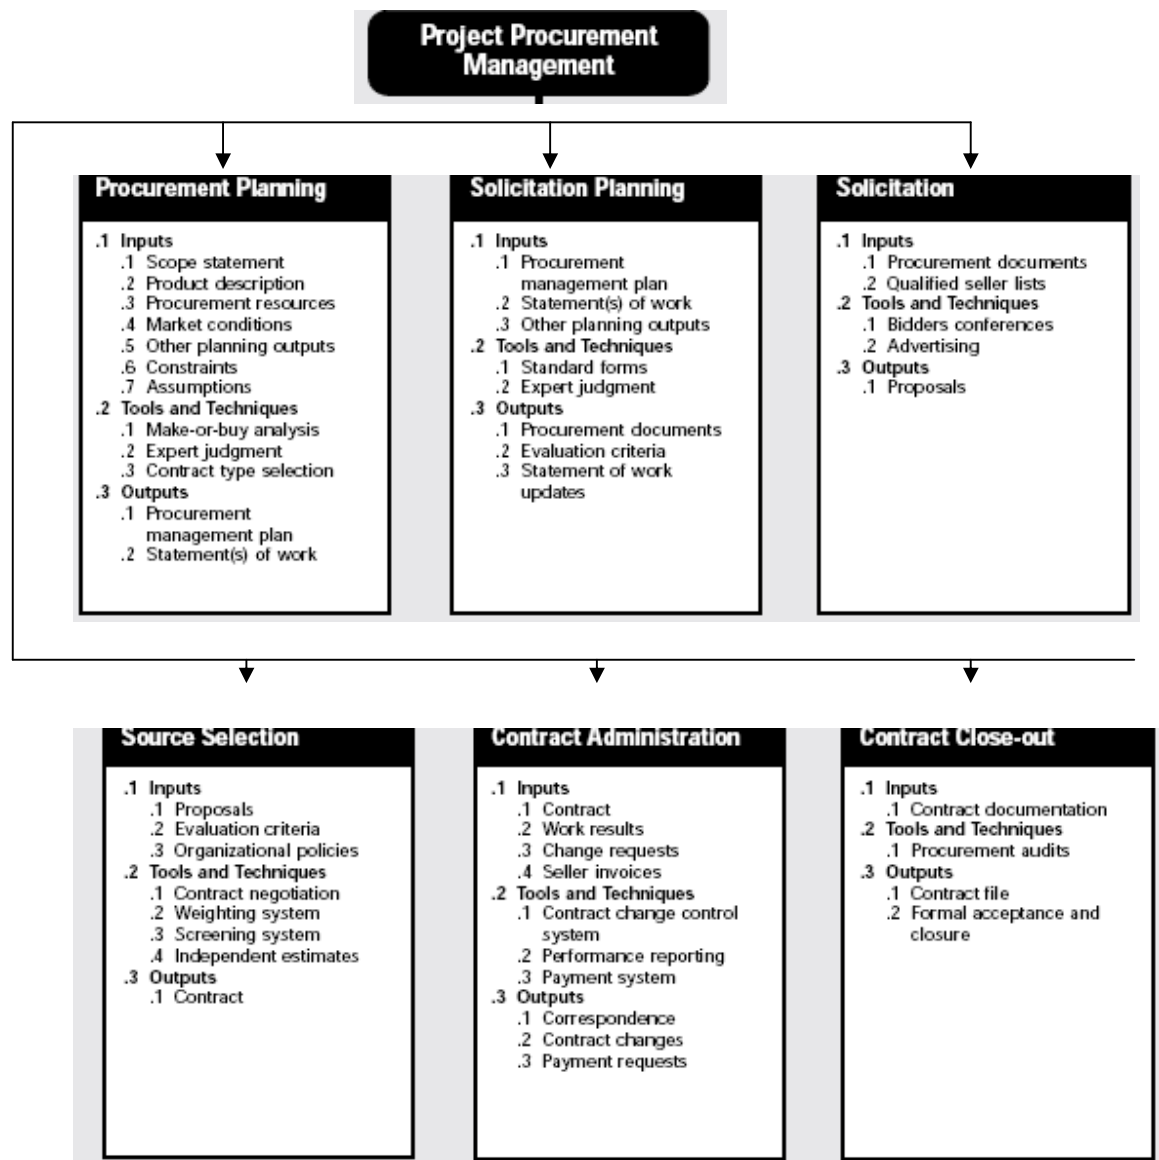 Project Procurement
Management
Procurement Planning
.1 Inputs
.1 Scope statement
.2 Product description
.3 Procurement resources
.4 Market conditions
.5 Other planning outputs
.6 Constraints
.7 Assumptions
.2 Tools and Techniques
.1 Make-or-buy analysis
.2 Expert judgment
.3 Contract type selection
.3 Outputs
.1 Procurement
management plan
.2 Statement(s) of work
Solicitation Planning
.1 Inputs
.1 Procurement
management plan
.2 Statement(s) of work
.3 Other planning outputs
.2 Tools and Techniques
.1 Standard forms
.2 Expert judgment
.3 Outputs
.1 Procurement documents
.2 Evaluation criteria
.3 Statement of work
updates
Solicitation
.1 Inputs
.1 Procurement documents
.2 Qualified seller lists
.2 Tools and Techniques
.1 Bidders conferences
.2 Advertising
.3 Outputs
.1 Proposals
Source Selection
.1 Inputs
.1 Proposals
.2 Evaluation criteria
.3 Organizational policies
.2 Tools and Techniques
.1 Contract negotiation
.2 Weighting system
.3 Screening system
.4 Independent estimates
.3 Outputs
.1 Contract
Contract Administration
.1 Inputs
.1 Contract
.2 Work results
.3 Change requests
.4 Seller invoices
.2 Tools and Techniques
.1 Contract change control
system
.2 Performance reporting
.3 Payment system
.3 Outputs
.1 Correspondence
.2 Contract changes
.3 Payment requests
Contract Close-out
.1 Inputs
.1 Contract documentation
.2 Tools and Techniques
.1 Procurement audits
.3 Outputs
.1 Contract file
.2 Formal acceptance and
closure